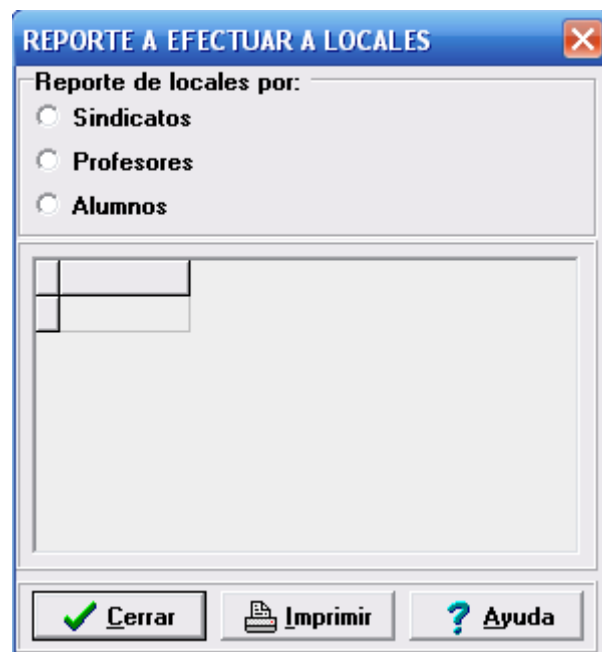 REPORTE A EFECTUAR A LOCALES
Reporte de locales por:
Sindicatos
Profesores
Alumnos
Cerrar
Imprimir
Ayuda